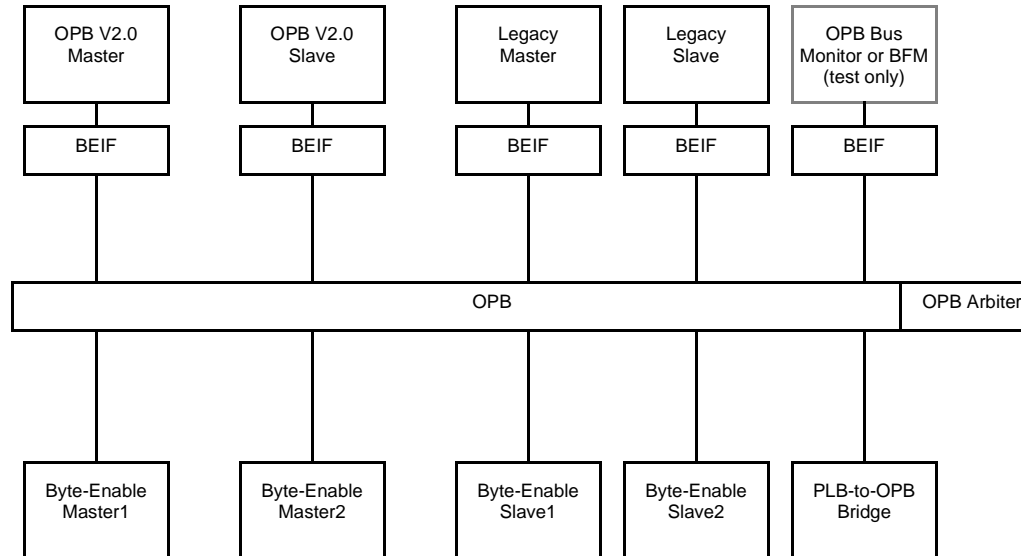 OPB V2.0
Master
OPB V2.0
Slave
Legacy
Master
Legacy
Slave
OPB Bus
Monitor or BFM
(test only)
BEIF
BEIF
BEIF
BEIF
BEIF
OPB
OPB Arbiter
Byte-Enable
Master1
Byte-Enable
Master2
Byte-Enable
Slave1
Byte-Enable
Slave2
PLB-to-OPB
Bridge